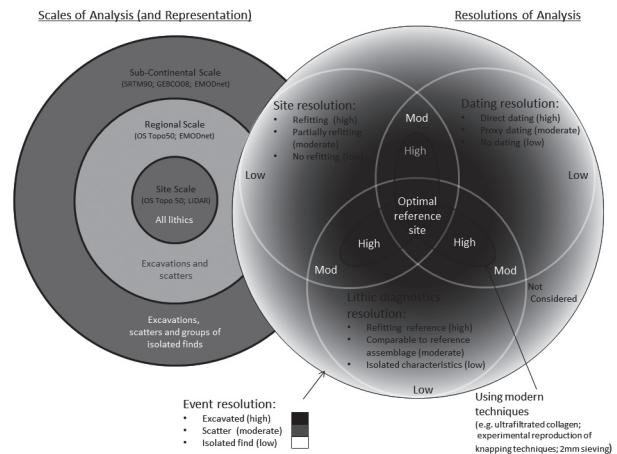 Scales of Analysis (and Representation)
Resolutions of Analysis
Sub-Continental Scale
(SRTM90; GEBCO08; EMODnet)
Regional Scale
(OS Topo50; EMODnet)
Site Scale
(OS Topo 50; LiDAR)
All lithics
Excavations and
scatters
Excavations,
scatters and groups of
isolated finds
Site resolution:
• Refitting (high)
• Partially refitting
(moderate)
• No refitting (low)
Low
Mod
High
Dating resolution:
• Direct dating (high)
• Proxy dating (moderate)
• No dating (low)
Low
Optimal
reference
site
High
High
Mod
Mod
Not
Considered
Lithic diagnostics
resolution:
• Refitting reference (high)
• Comparable to reference
assemblage (moderate)
• Isolated characteristics (low)
Low
Event resolution:
• Excavated (high)
• Scatter (moderate)
• Isolated find (low)
Using modern
techniques
(e.g. ultrafiltrated collagen;
experimental reproduction of
knapping techniques; 2mm sieving)